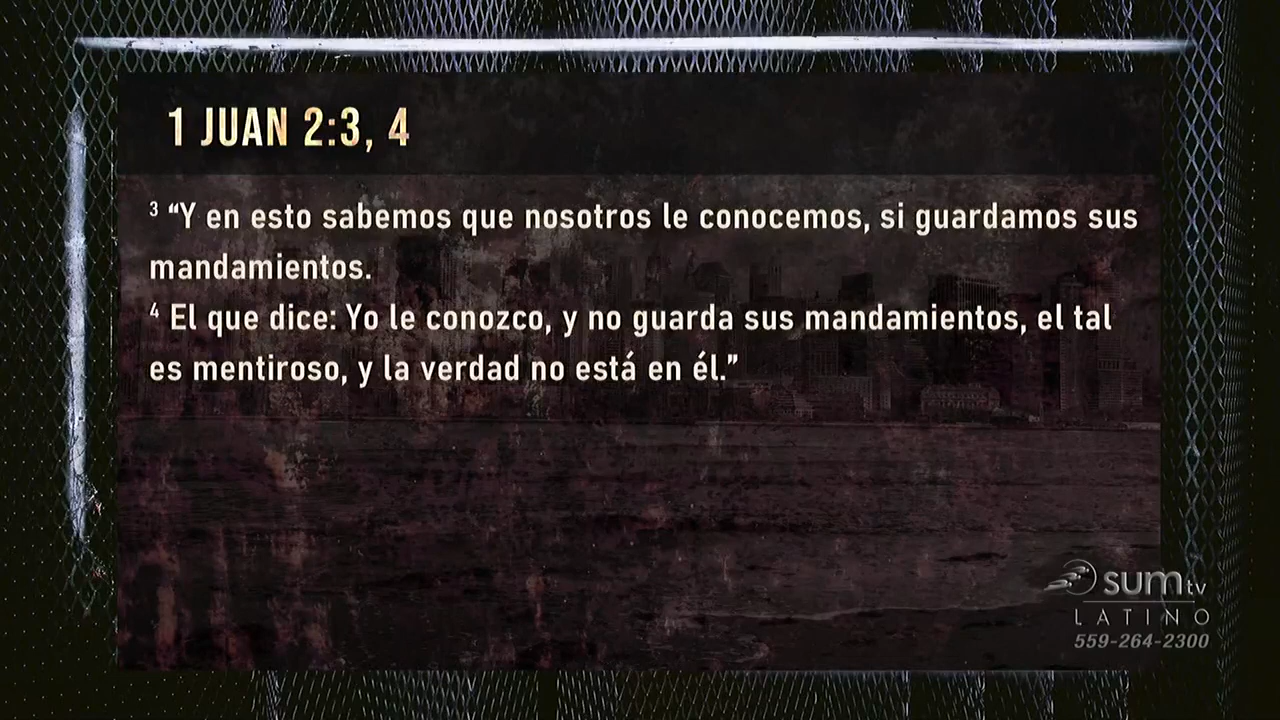 1 JUAN 2:3, 4
³ “Y en esto sabemos que nosotros le conocemos, si guardamos sus
mandamientos.
⁴ El que dice: Yo le conozco, y no guarda sus mandamientos, el tal
es mentiroso, y la verdad no está en él.”
sumtv
LATINO
559-264-2300